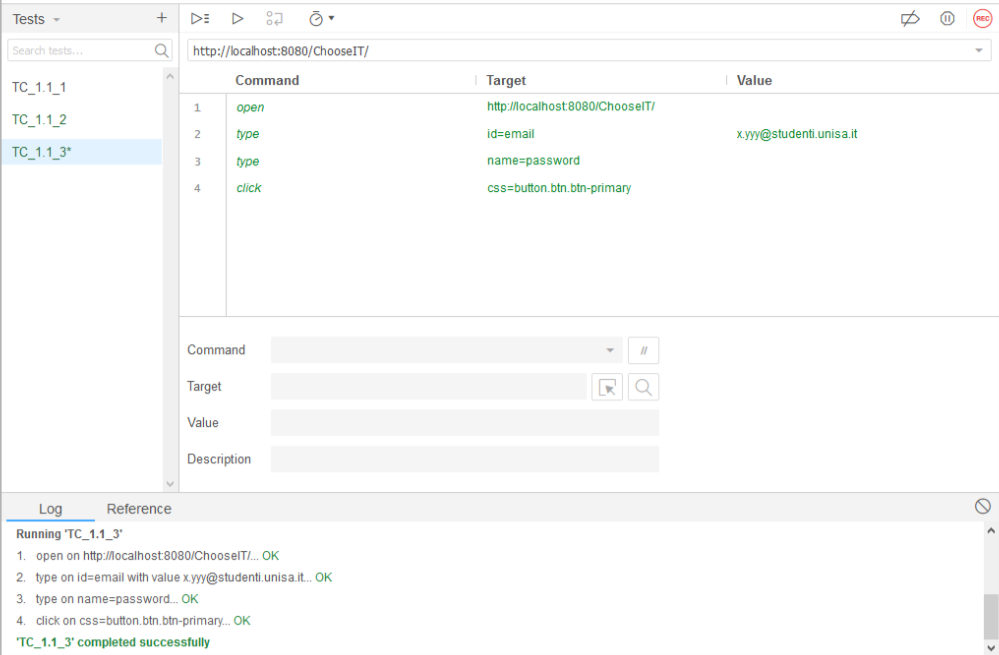 Tests +
REC
Search tests...
http://localhost:8080/ChooseIT/
TC_1.1_1
TC_1.1_2
TC_1.1_3*
Command Target Value
1 open http://localhost:8080/ChooseIT/
2 type id=email x.yyy@studenti.unisa.it
3 type name=password
4 click css=button.btn.btn-primary
Command //
Target
Value
Description
Log Reference
Running 'TC_1.1_3'
1. open on http://localhost:8080/ChooseIT/... OK
2. type on id=email with value x.yyy@studenti.unisa.it... OK
3. type on name=password... OK
4. click on css=button.btn.btn-primary... OK
'TC_1.1_3' completed successfully